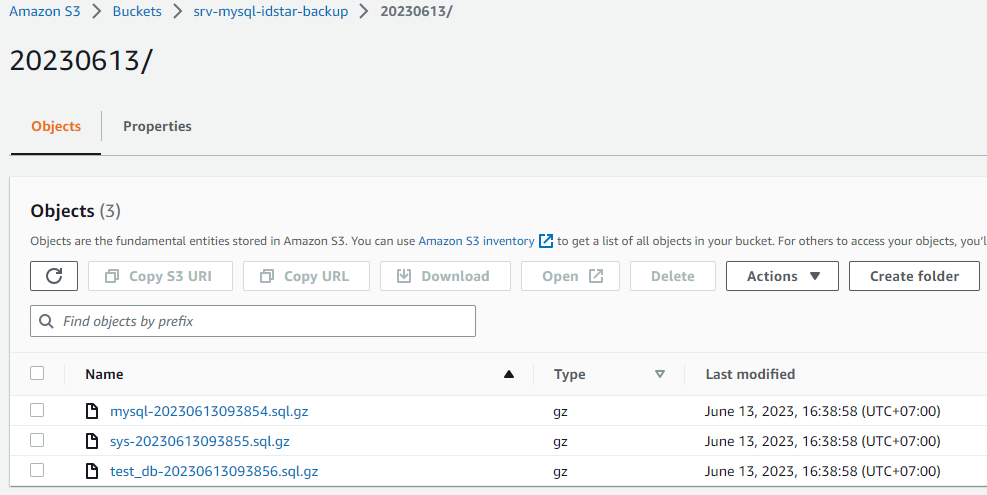 Amazon S3 > Buckets > srv-mysql-idstar-backup > 20230613/
20230613/
Objects Properties
Objects (3)
Objects are the fundamental entities stored in Amazon S3. You can use Amazon S3 inventory to get a list of all objects in your bucket. For others to access your objects, you'l
Copy S3 URI Copy URL Download Open Delete Actions Create folder
Find objects by prefix
Name Type Last modified
mysql-20230613093854.sql.gz gz June 13, 2023, 16:38:58 (UTC+07:00)
sys-20230613093855.sql.gz gz June 13, 2023, 16:38:58 (UTC+07:00)
test_db-20230613093856.sql.gz gz June 13, 2023, 16:38:58 (UTC+07:00)